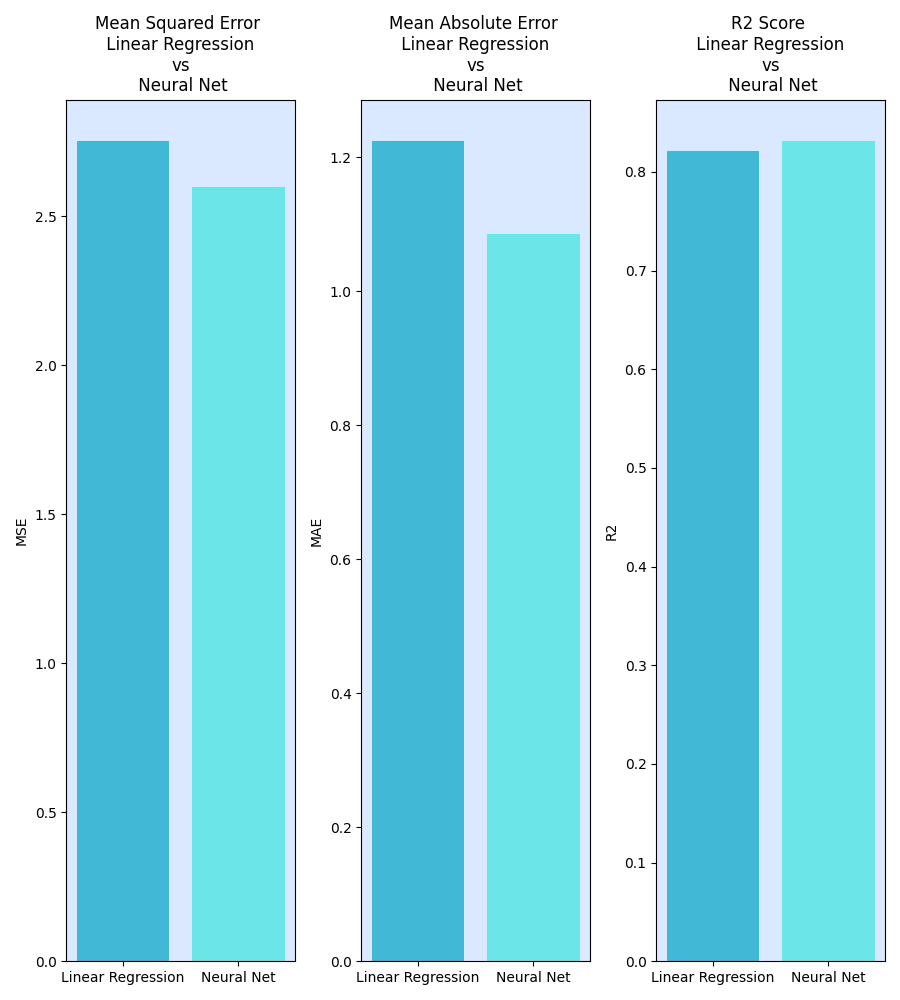 Mean Squared Error
Linear Regression
vs
Neural Net
MSE
2.5
2.0
1.5
1.0
0.5
0.0
Linear Regression Neural Net
Mean Absolute Error
Linear Regression
vs
Neural Net
MAE
1.2
1.0
0.8
0.6
0.4
0.2
0.0
Linear Regression Neural Net
R2 Score
Linear Regression
vs
Neural Net
R2
0.8
0.7
0.6
0.5
0.4
0.3
0.2
0.1
0.0
Linear Regression Neural Net